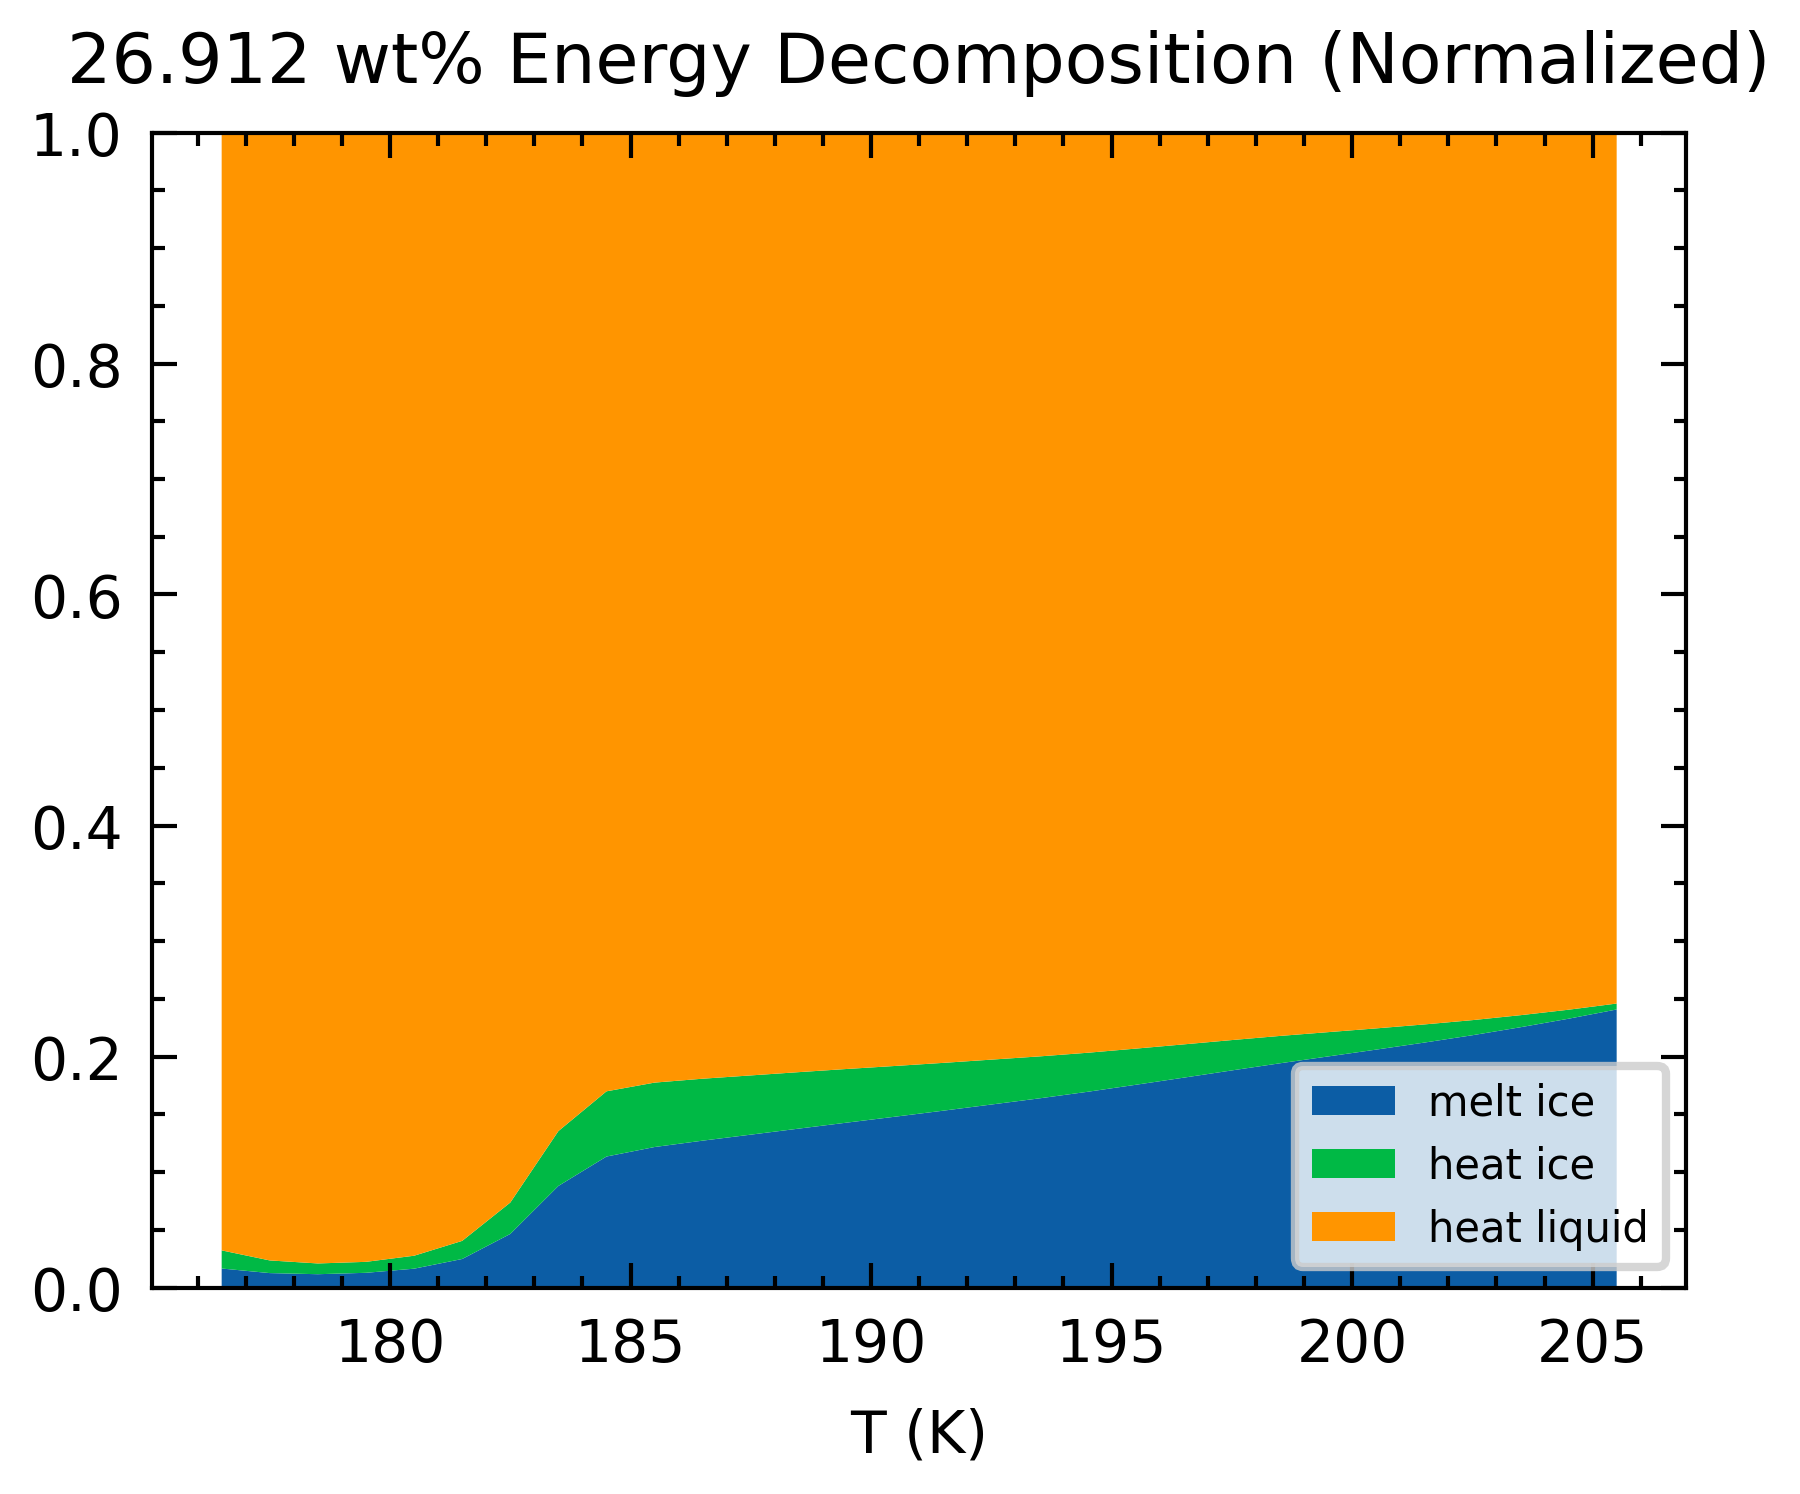 26.912 wt% Energy Decomposition (Normalized)
1.0
0.8
0.6
0.4
0.2
0.0
melt ice
heat ice
heat liquid
180 185 190 195 200 205
T (K)